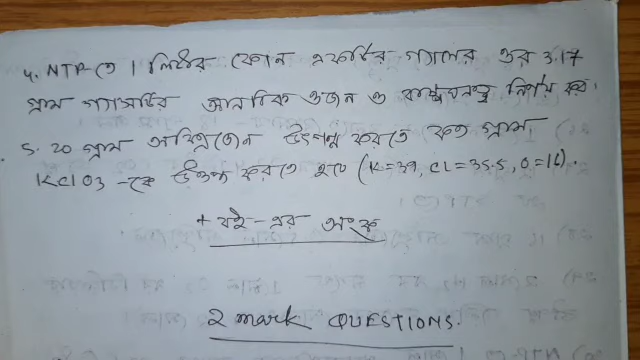 4. NTP তে 1 লিটার কোন একটি গ্যাসের ভর 3.17
গ্রাম গ্যাসটির আনবিক ওজন ও বাষ্পঘনত্ব নির্ণয় কর।
5. 20 গ্রাম অক্সিজেন উৎপন্ন করতে কত গ্রাম
KClO3 -কে উত্তপ্ত করতে হবে (K=39, Cl=35.5, O=16).
+ বই-এর অংক
2 mark QUESTIONS.